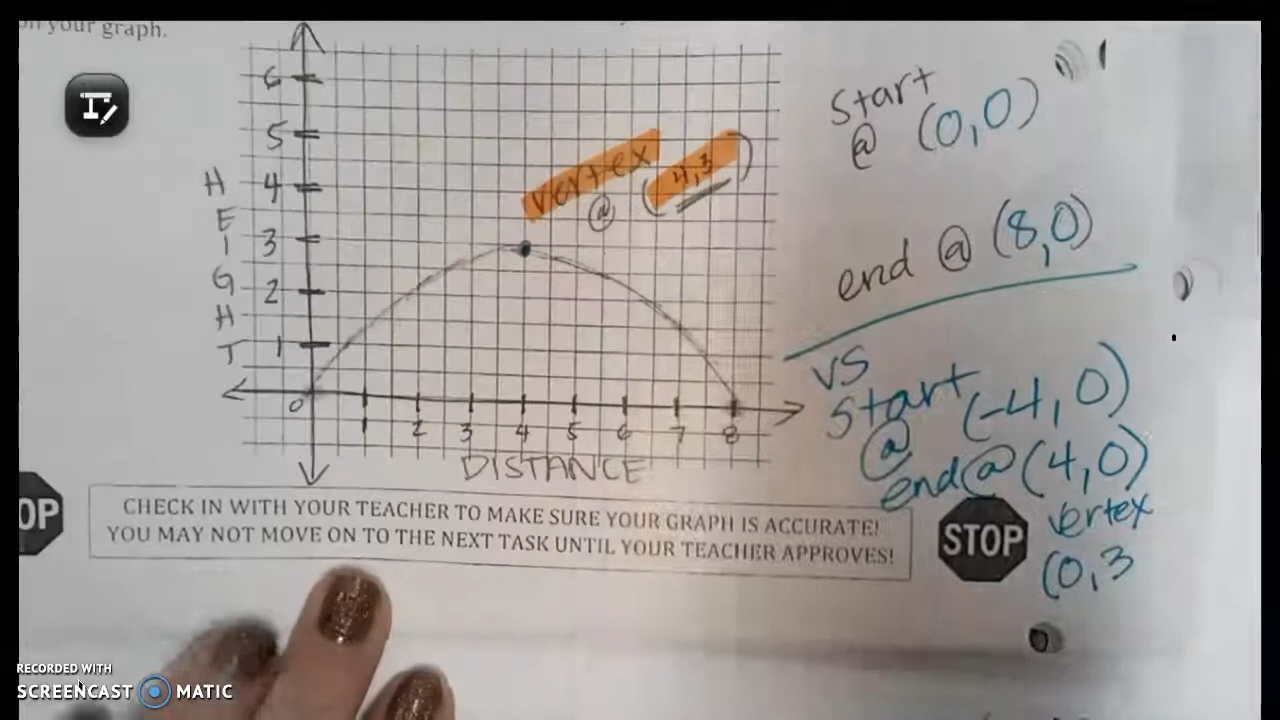 on your graph.
6
5
4
3
2
1
0
HEIGHT
vertex
@ (4,3)
1 2 3 4 5 6 7 8
DISTANCE
Start
@ (0,0)
end @ (8,0)
vs
Start
@ (-4,0)
end @ (4,0)
vertex
(0,3
OP
CHECK IN WITH YOUR TEACHER TO MAKE SURE YOUR GRAPH IS ACCURATE!
YOU MAY NOT MOVE ON TO THE NEXT TASK UNTIL YOUR TEACHER APPROVES!
STOP
RECORDED WITH
SCREENCAST MATIC